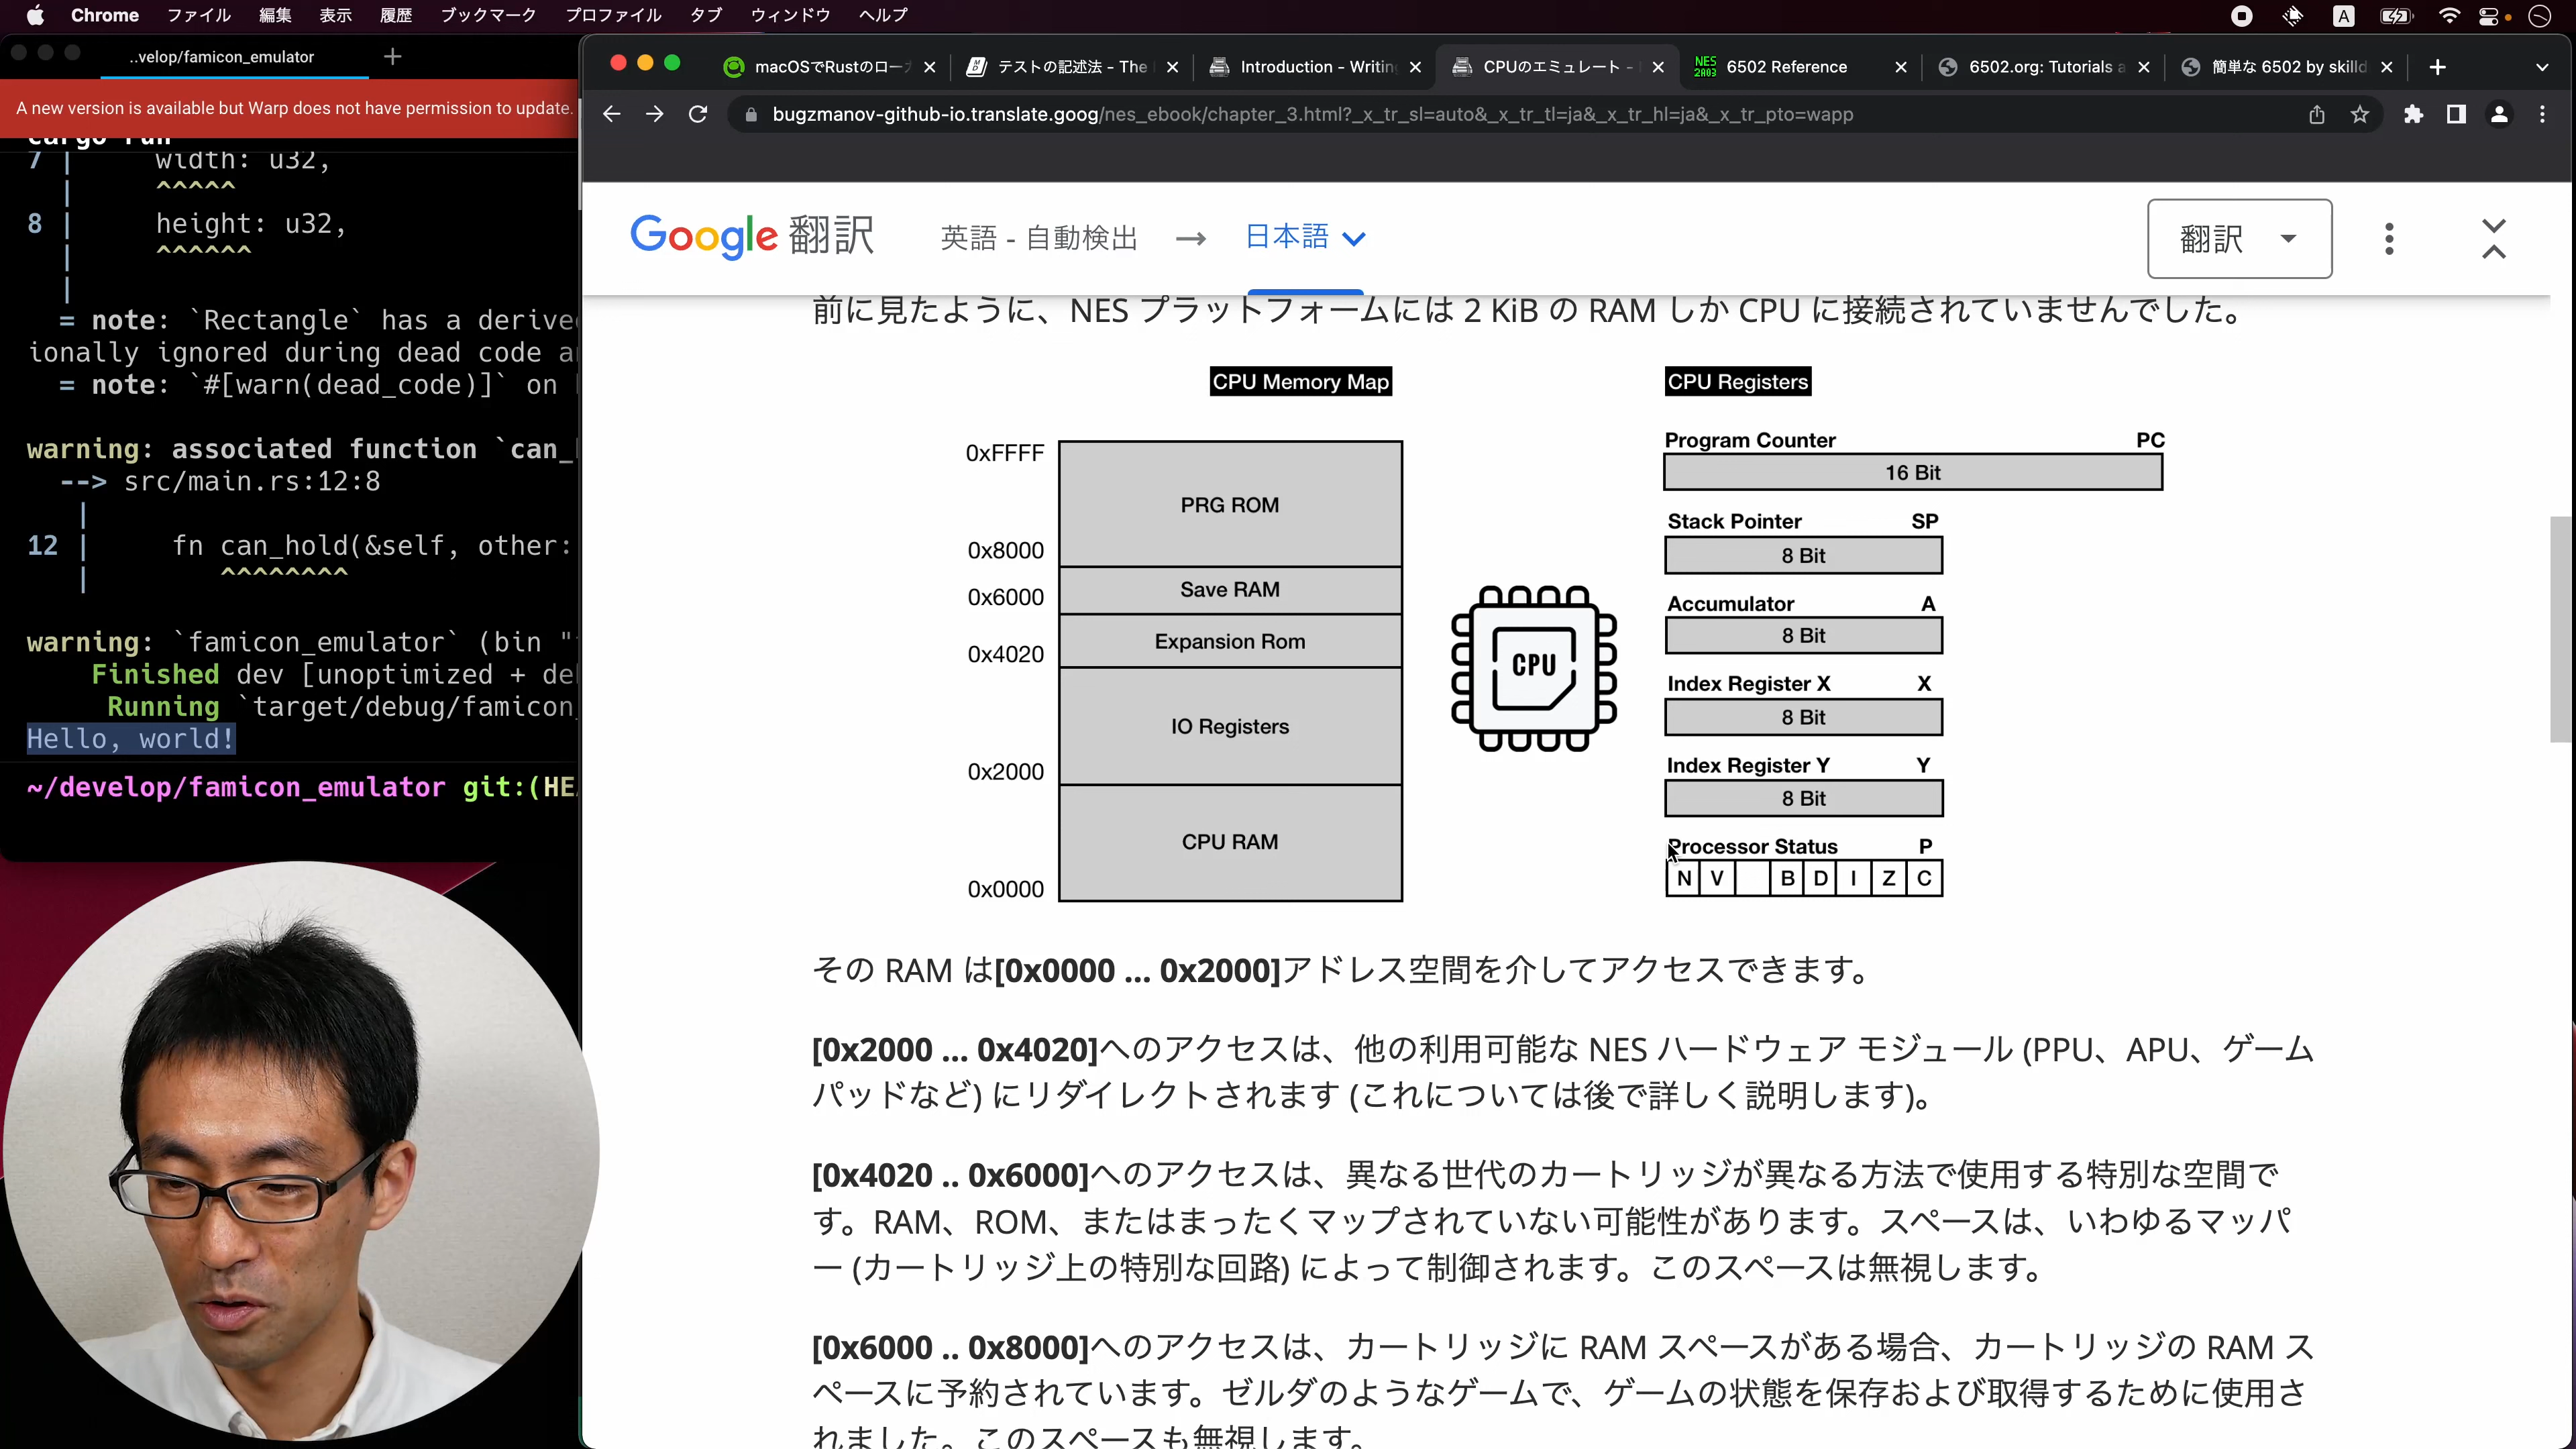 Chrome ファイル 編集 表示 履歴 ブックマーク プロファイル タブ ウィンドウ ヘルプ A
..velop/famicon_emulator +
A new version is available but Warp does not have permission to update.
cargo run
7 | width: u32,
| ^^^^^
8 | height: u32,
| ^^^^^^
|
= note: `Rectangle` has a derive
ionally ignored during dead code a
= note: `#[warn(dead_code)]` on
warning: associated function `can_
--> src/main.rs:12:8
|
12 | fn can_hold(&self, other:
| ^^^^^^^^
warning: `famicon_emulator` (bin "
Finished dev [unoptimized + de
Running `target/debug/famicon_
Hello, world!
~/develop/famicon_emulator git:(HE
macOSでRustのロー
テストの記述法 - The
Introduction - Writin
CPUのエミュレート -
NES 2A03 6502 Reference
6502.org: Tutorials a
簡単な 6502 by skilld
bugzmanov-github-io.translate.goog/nes_ebook/chapter_3.html?_x_tr_sl=auto&_x_tr_tl=ja&_x_tr_hl=ja&_x_tr_pto=wapp
Google 翻訳 英語 - 自動検出 → 日本語 翻訳
前に見たように、NES プラットフォームには 2 KiB の RAM しか CPU に接続されていませんでした。
CPU Memory Map
0xFFFF
PRG ROM
0x8000
Save RAM
0x6000
Expansion Rom
0x4020
IO Registers
0x2000
CPU RAM
0x0000
CPU
CPU Registers
Program Counter PC
16 Bit
Stack Pointer SP
8 Bit
Accumulator A
8 Bit
Index Register X X
8 Bit
Index Register Y Y
8 Bit
Processor Status P
N V B D I Z C
その RAM は[0x0000 ... 0x2000]アドレス空間を介してアクセスできます。
[0x2000 ... 0x4020]へのアクセスは、他の利用可能な NES ハードウェア モジュール (PPU、APU、ゲーム
パッドなど) にリダイレクトされます (これについては後で詳しく説明します)。
[0x4020 .. 0x6000]へのアクセスは、異なる世代のカートリッジが異なる方法で使用する特別な空間で
す。RAM、ROM、またはまったくマップされていない可能性があります。スペースは、いわゆるマッパ
ー (カートリッジ上の特別な回路) によって制御されます。このスペースは無視します。
[0x6000 .. 0x8000]へのアクセスは、カートリッジに RAM スペースがある場合、カートリッジの RAM ス
ペースに予約されています。ゼルダのようなゲームで、ゲームの状態を保存および取得するために使用さ
れました。このスペースも無視します。